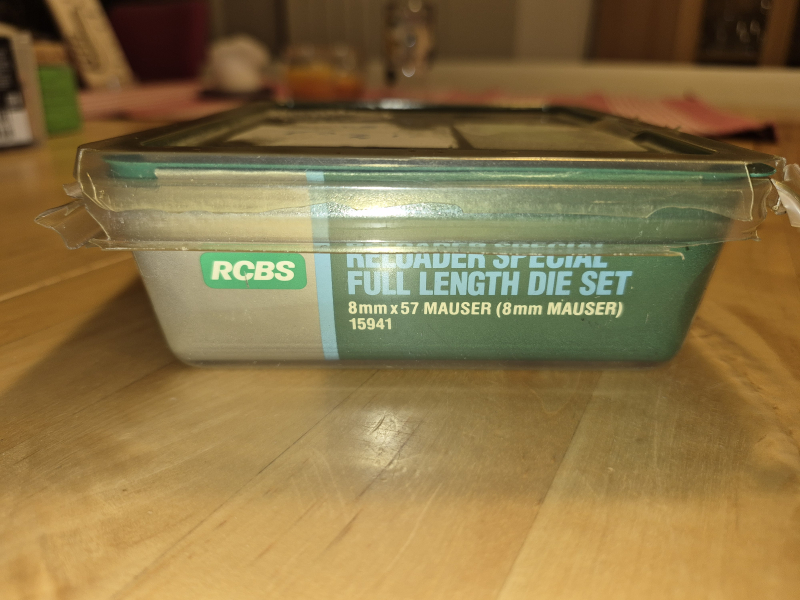 RCBS
RELOADER SPECIAL
FULL LENGTH DIE SET
8mm x 57 MAUSER (8mm MAUSER)
15941